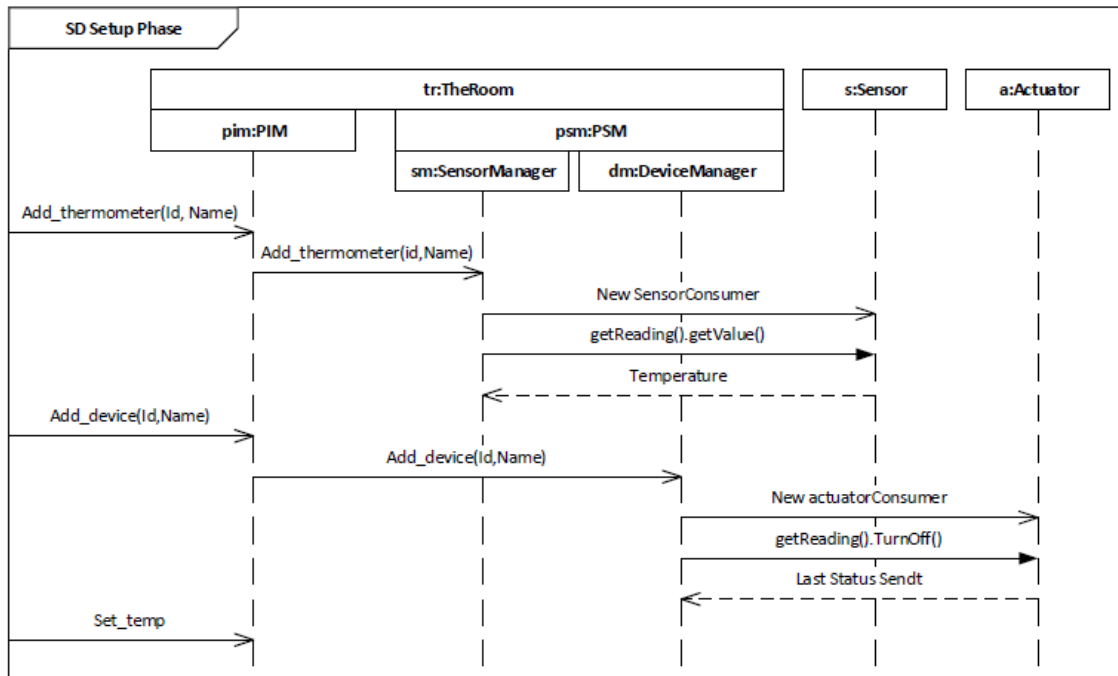 SD Setup Phase
tr:TheRoom
s:Sensor
a:Actuator
pim:PIM
psm:PSM
sm:SensorManager
dm:DeviceManager
Add_thermometer(Id, Name)
Add_thermometer(id,Name)
New SensorConsumer
getReading().getValue()
Temperature
Add_device(Id,Name)
Add_device(Id,Name)
New actuatorConsumer
getReading().TurnOff()
Last Status Sendt
Set_temp